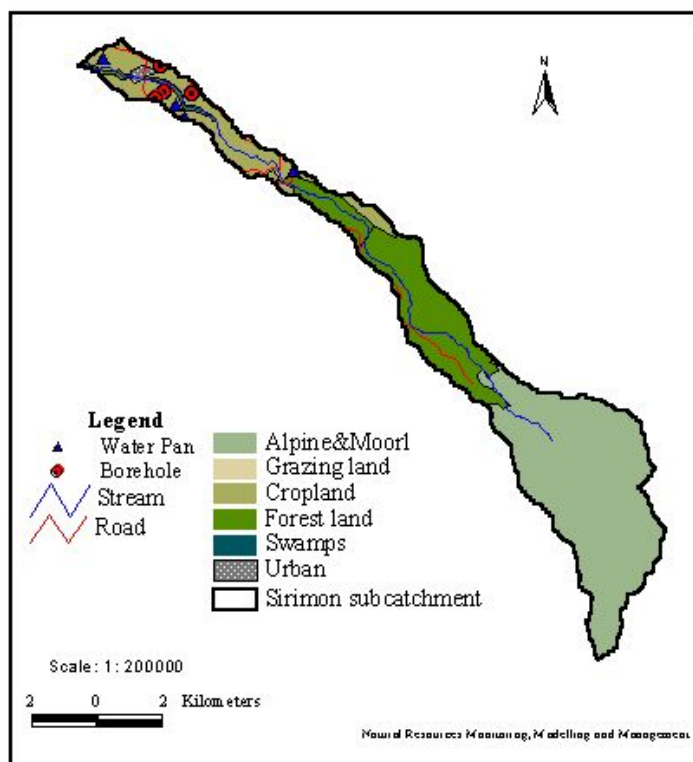 N
Legend
Water Pan
Borehole
Stream
Road
Alpine&Moorl
Grazing land
Cropland
Forest land
Swamps
Urban
Sirimon subcatchment
Scale: 1: 200000
2 0 2 Kilometers
Natural Resources Monitoring, Modelling and Management